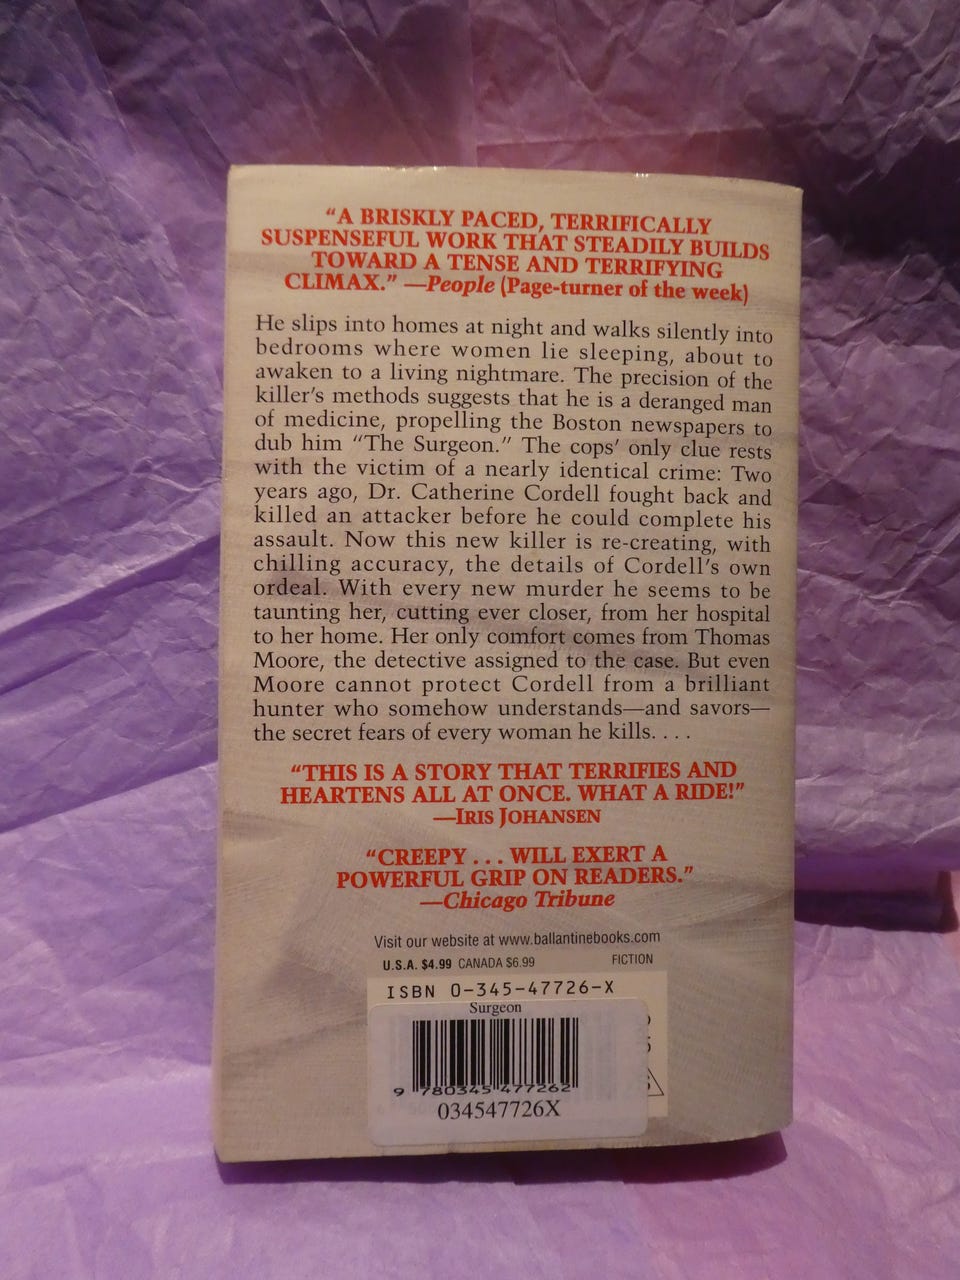 “A BRISKLY PACED, TERRIFICALLY
SUSPENSEFUL WORK THAT STEADILY BUILDS
TOWARD A TENSE AND TERRIFYING
CLIMAX.” —People (Page-turner of the week)
He slips into homes at night and walks silently into
bedrooms where women lie sleeping, about to
awaken to a living nightmare. The precision of the
killer’s methods suggests that he is a deranged man
of medicine, propelling the Boston newspapers to
dub him “The Surgeon.” The cops’ only clue rests
with the victim of a nearly identical crime: Two
years ago, Dr. Catherine Cordell fought back and
killed an attacker before he could complete his
assault. Now this new killer is re-creating, with
chilling accuracy, the details of Cordell’s own
ordeal. With every new murder he seems to be
taunting her, cutting ever closer, from her hospital
to her home. Her only comfort comes from Thomas
Moore, the detective assigned to the case. But even
Moore cannot protect Cordell from a brilliant
hunter who somehow understands—and savors—
the secret fears of every woman he kills. . . .
“THIS IS A STORY THAT TERRIFIES AND
HEARTENS ALL AT ONCE. WHAT A RIDE!”
—IRIS JOHANSEN
“CREEPY . . . WILL EXERT A
POWERFUL GRIP ON READERS.”
—Chicago Tribune
Visit our website at www.ballantinebooks.com
U.S.A. $4.99 CANADA $6.99 FICTION
ISBN 0-345-47726-X
Surgeon
9 780345 477262
034547726X